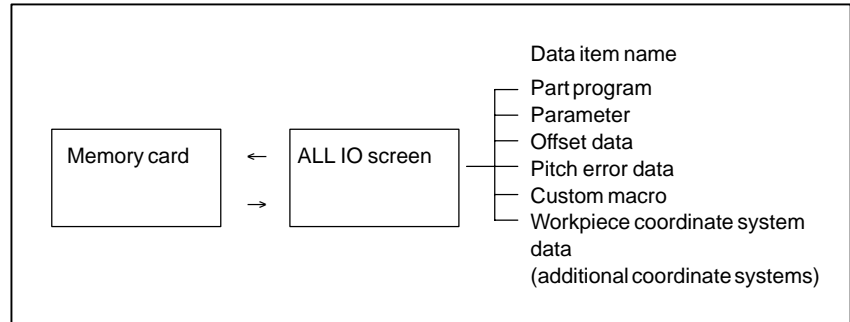 Data item name
Part program
Parameter
Memory card
←
ALL IO screen
Offset data
Pitch error data
→
Custom macro
Workpiece coordinate system
data
(additional coordinate systems)